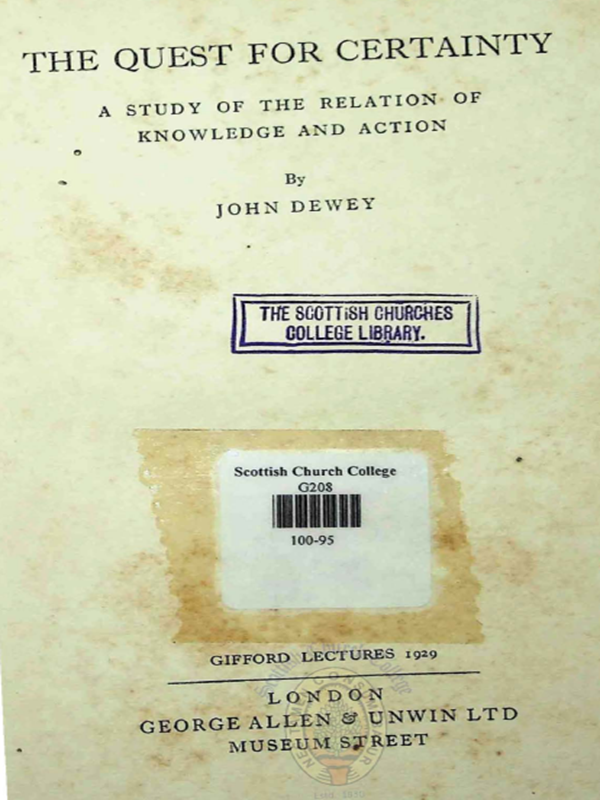 THE QUEST FOR CERTAINTY
A STUDY OF THE RELATION OF
KNOWLEDGE AND ACTION
By
JOHN DEWEY
THE SCOTTISH CHURCHES
COLLEGE LIBRARY.
Scottish Church College
G208
100-95
GIFFORD LECTURES 1929
LONDON
GEORGE ALLEN & UNWIN LTD
MUSEUM STREET